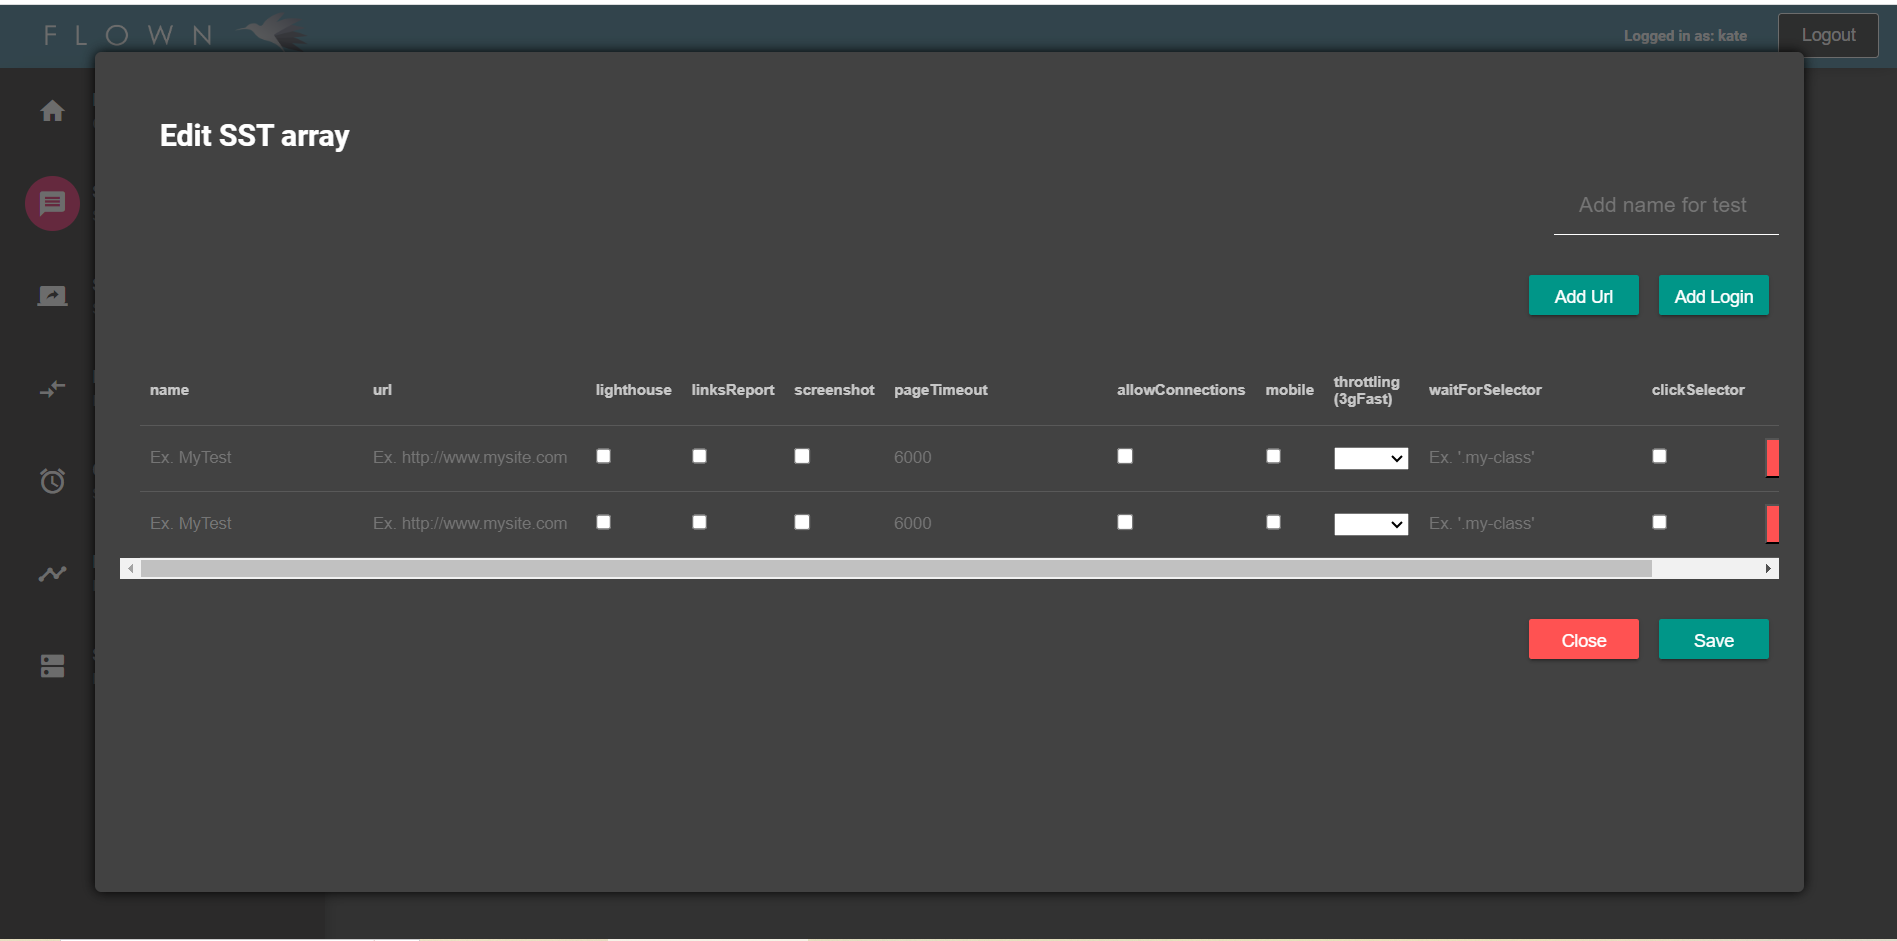 FLOWN
Logged in as: kate
Logout
Edit SST array
Add name for test
Add Url
Add Login
name url lighthouse linksReport screenshot pageTimeout allowConnections mobile throttling (3gFast) waitForSelector clickSelector
Ex. MyTest Ex. http://www.mysite.com 6000 Ex. '.my-class'
Ex. MyTest Ex. http://www.mysite.com 6000 Ex. '.my-class'
Close
Save